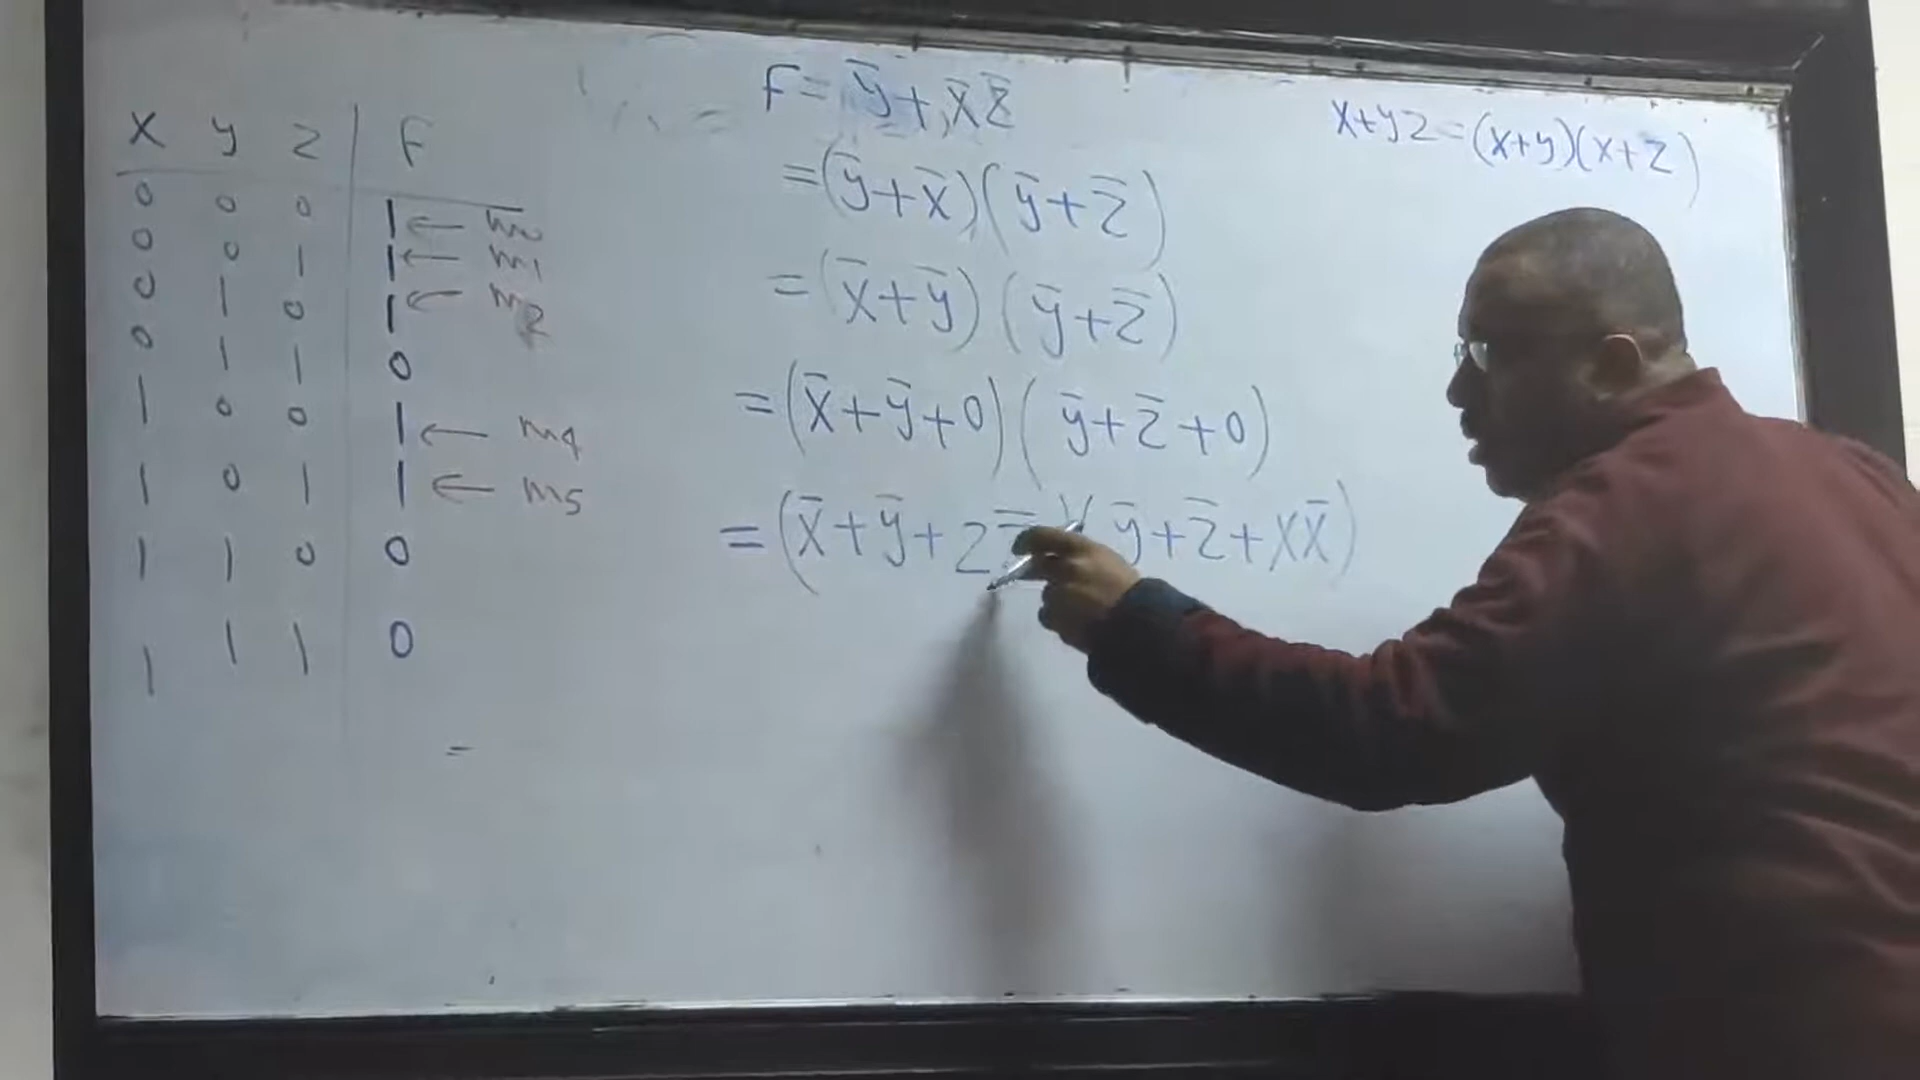 X y z F
0 0 0 1 ← m0
0 0 1 1 ← m1
0 1 0 1 ← m2
0 1 1 0
1 0 0 1 ← m4
1 0 1 1 ← m5
1 1 0 0
1 1 1 0
=
F = y̅ + x̅z̅
= (y̅+x̅)(y̅+z̅)
= (x̅+y̅)(y̅+z̅)
= (x̅+y̅+0)(y̅+z̅+0)
= (x̅+y̅+zz̅)(y̅+z̅+xx̅)
x+yz=(x+y)(x+z)